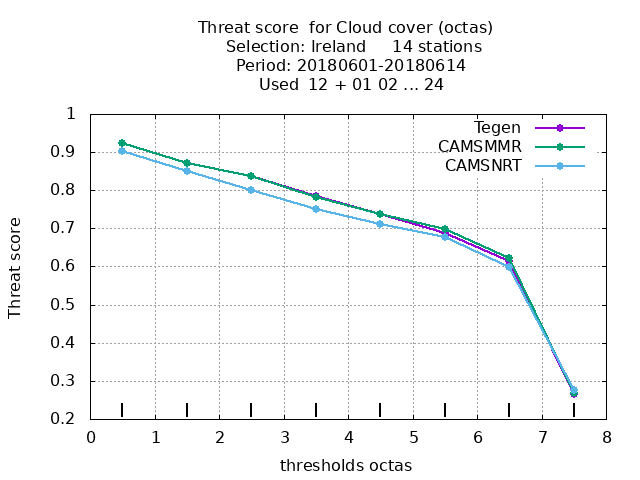 Threat score  for Cloud cover (octas)
Selection: Ireland     14 stations
Period: 20180601-20180614
Used  12 + 01 02 ... 24
Tegen
CAMSMMR
CAMSNRT
Threat score
1
0.9
0.8
0.7
0.6
0.5
0.4
0.3
0.2
0 1 2 3 4 5 6 7 8
thresholds octas